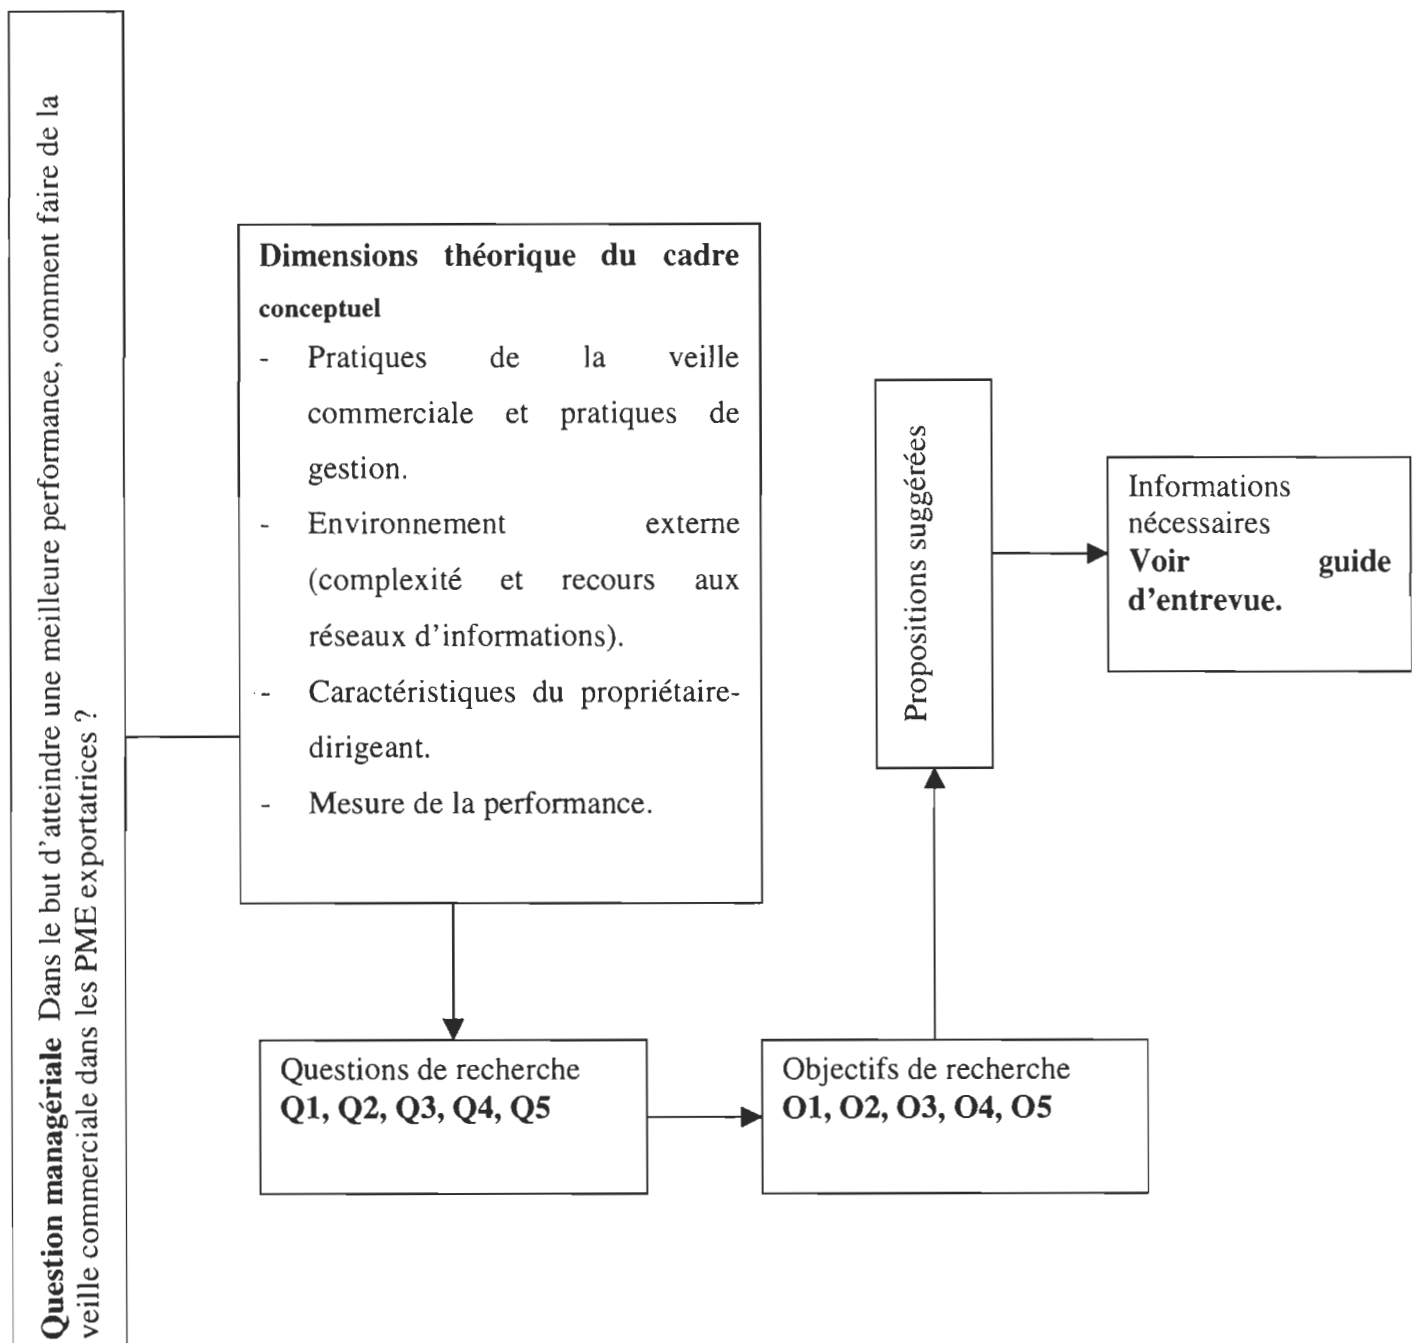 Question managériale Dans le but d'atteindre une meilleure performance, comment faire de la
veille commerciale dans les PME exportatrices ?
Dimensions théorique du cadre
conceptuel
- Pratiques de la veille
commerciale et pratiques de
gestion.
- Environnement externe
(complexité et recours aux
réseaux d'informations).
- Caractéristiques du propriétaire-
dirigeant.
- Mesure de la performance.
Questions de recherche
Q1, Q2, Q3, Q4, Q5
Objectifs de recherche
O1, O2, O3, O4, O5
Propositions suggérées
Informations
nécessaires
Voir guide
d'entrevue.